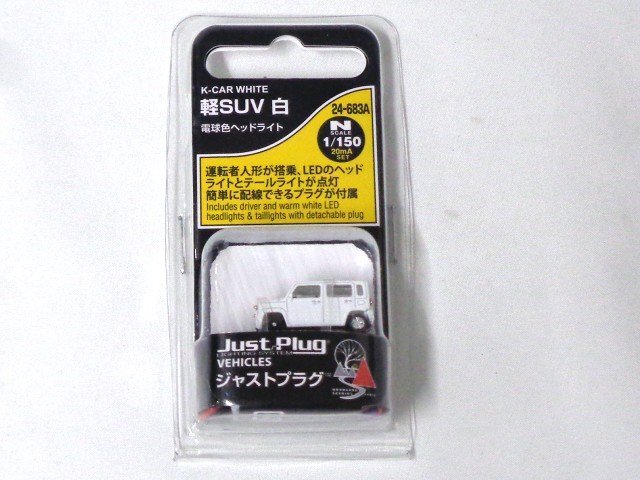 K-CAR WHITE
軽SUV 白
電球色ヘッドライト
24-683A
N
SCALE
1/150
20mA
SET
運転者人形が搭乗、LEDのヘッド
ライトとテールライトが点灯
簡単に配線できるプラグが付属
Includes driver and warm white LED
headlights & taillights with detachable plug
Just Plug
LIGHTING SYSTEM
VEHICLES
ジャストプラグ